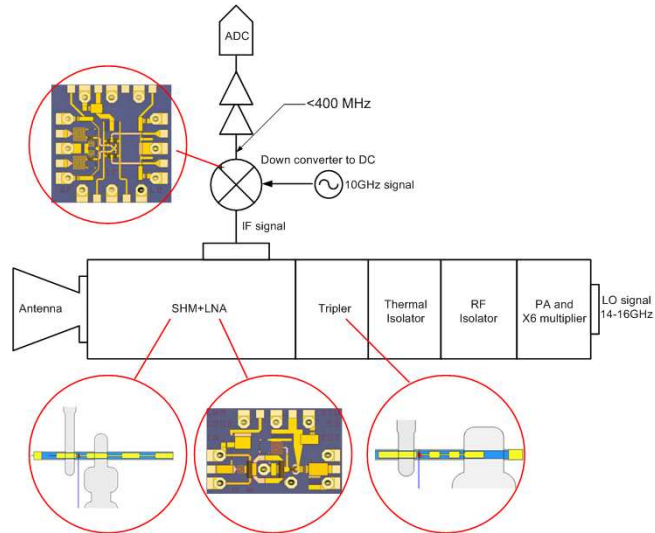 ADC
<400 MHz
Down converter to DC
10GHz signal
IF signal
Antenna
SHM+LNA
Tripler
Thermal
Isolator
RF
Isolator
PA and
X6 multiplier
LO signal
14-16GHz